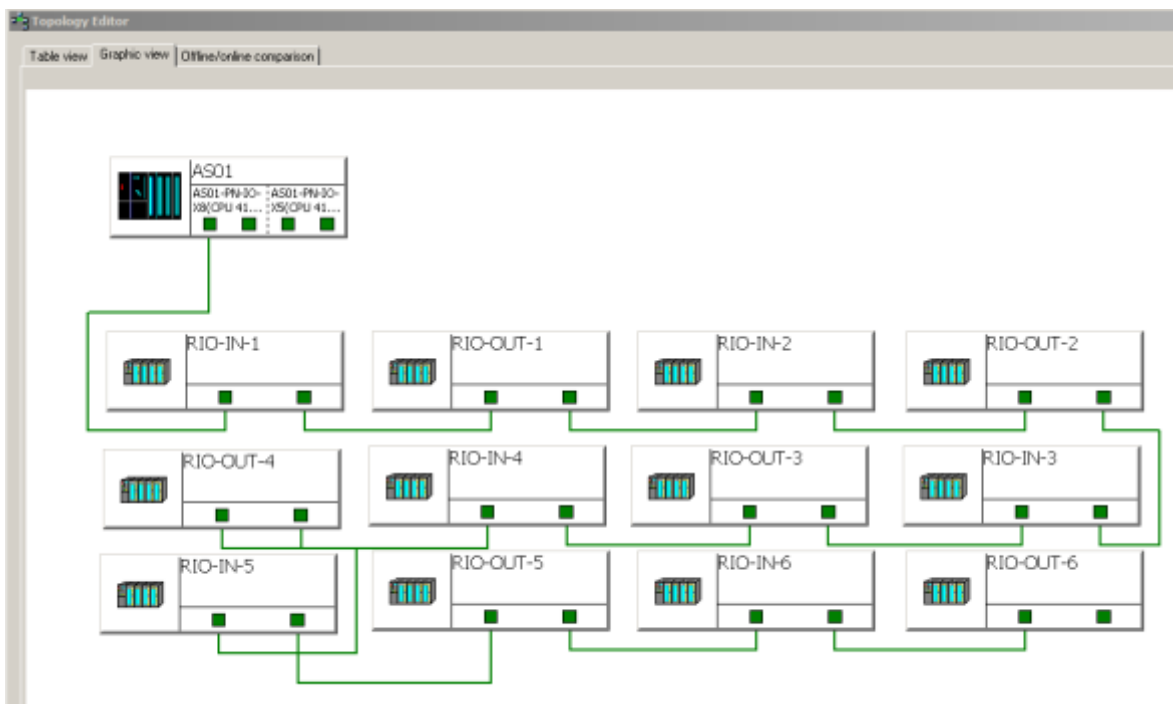 Topology Editor
Table view Graphic view Offline/online comparison
AS01
AS01-PN-IO- AS01-PN-IO-
X8(CPU 41... X5(CPU 41...
RIO-IN-1 RIO-OUT-1 RIO-IN-2 RIO-OUT-2
RIO-OUT-4 RIO-IN-4 RIO-OUT-3 RIO-IN-3
RIO-IN-5 RIO-OUT-5 RIO-IN-6 RIO-OUT-6